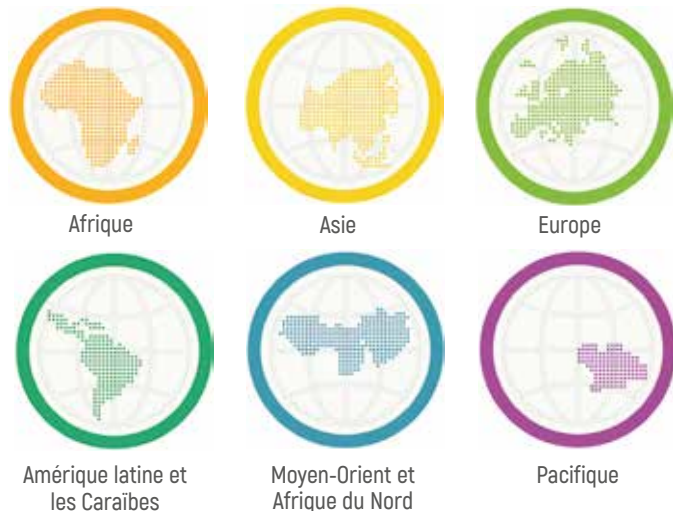 Afrique
Asie
Europe
Amérique latine et
les Caraïbes
Moyen-Orient et
Afrique du Nord
Pacifique